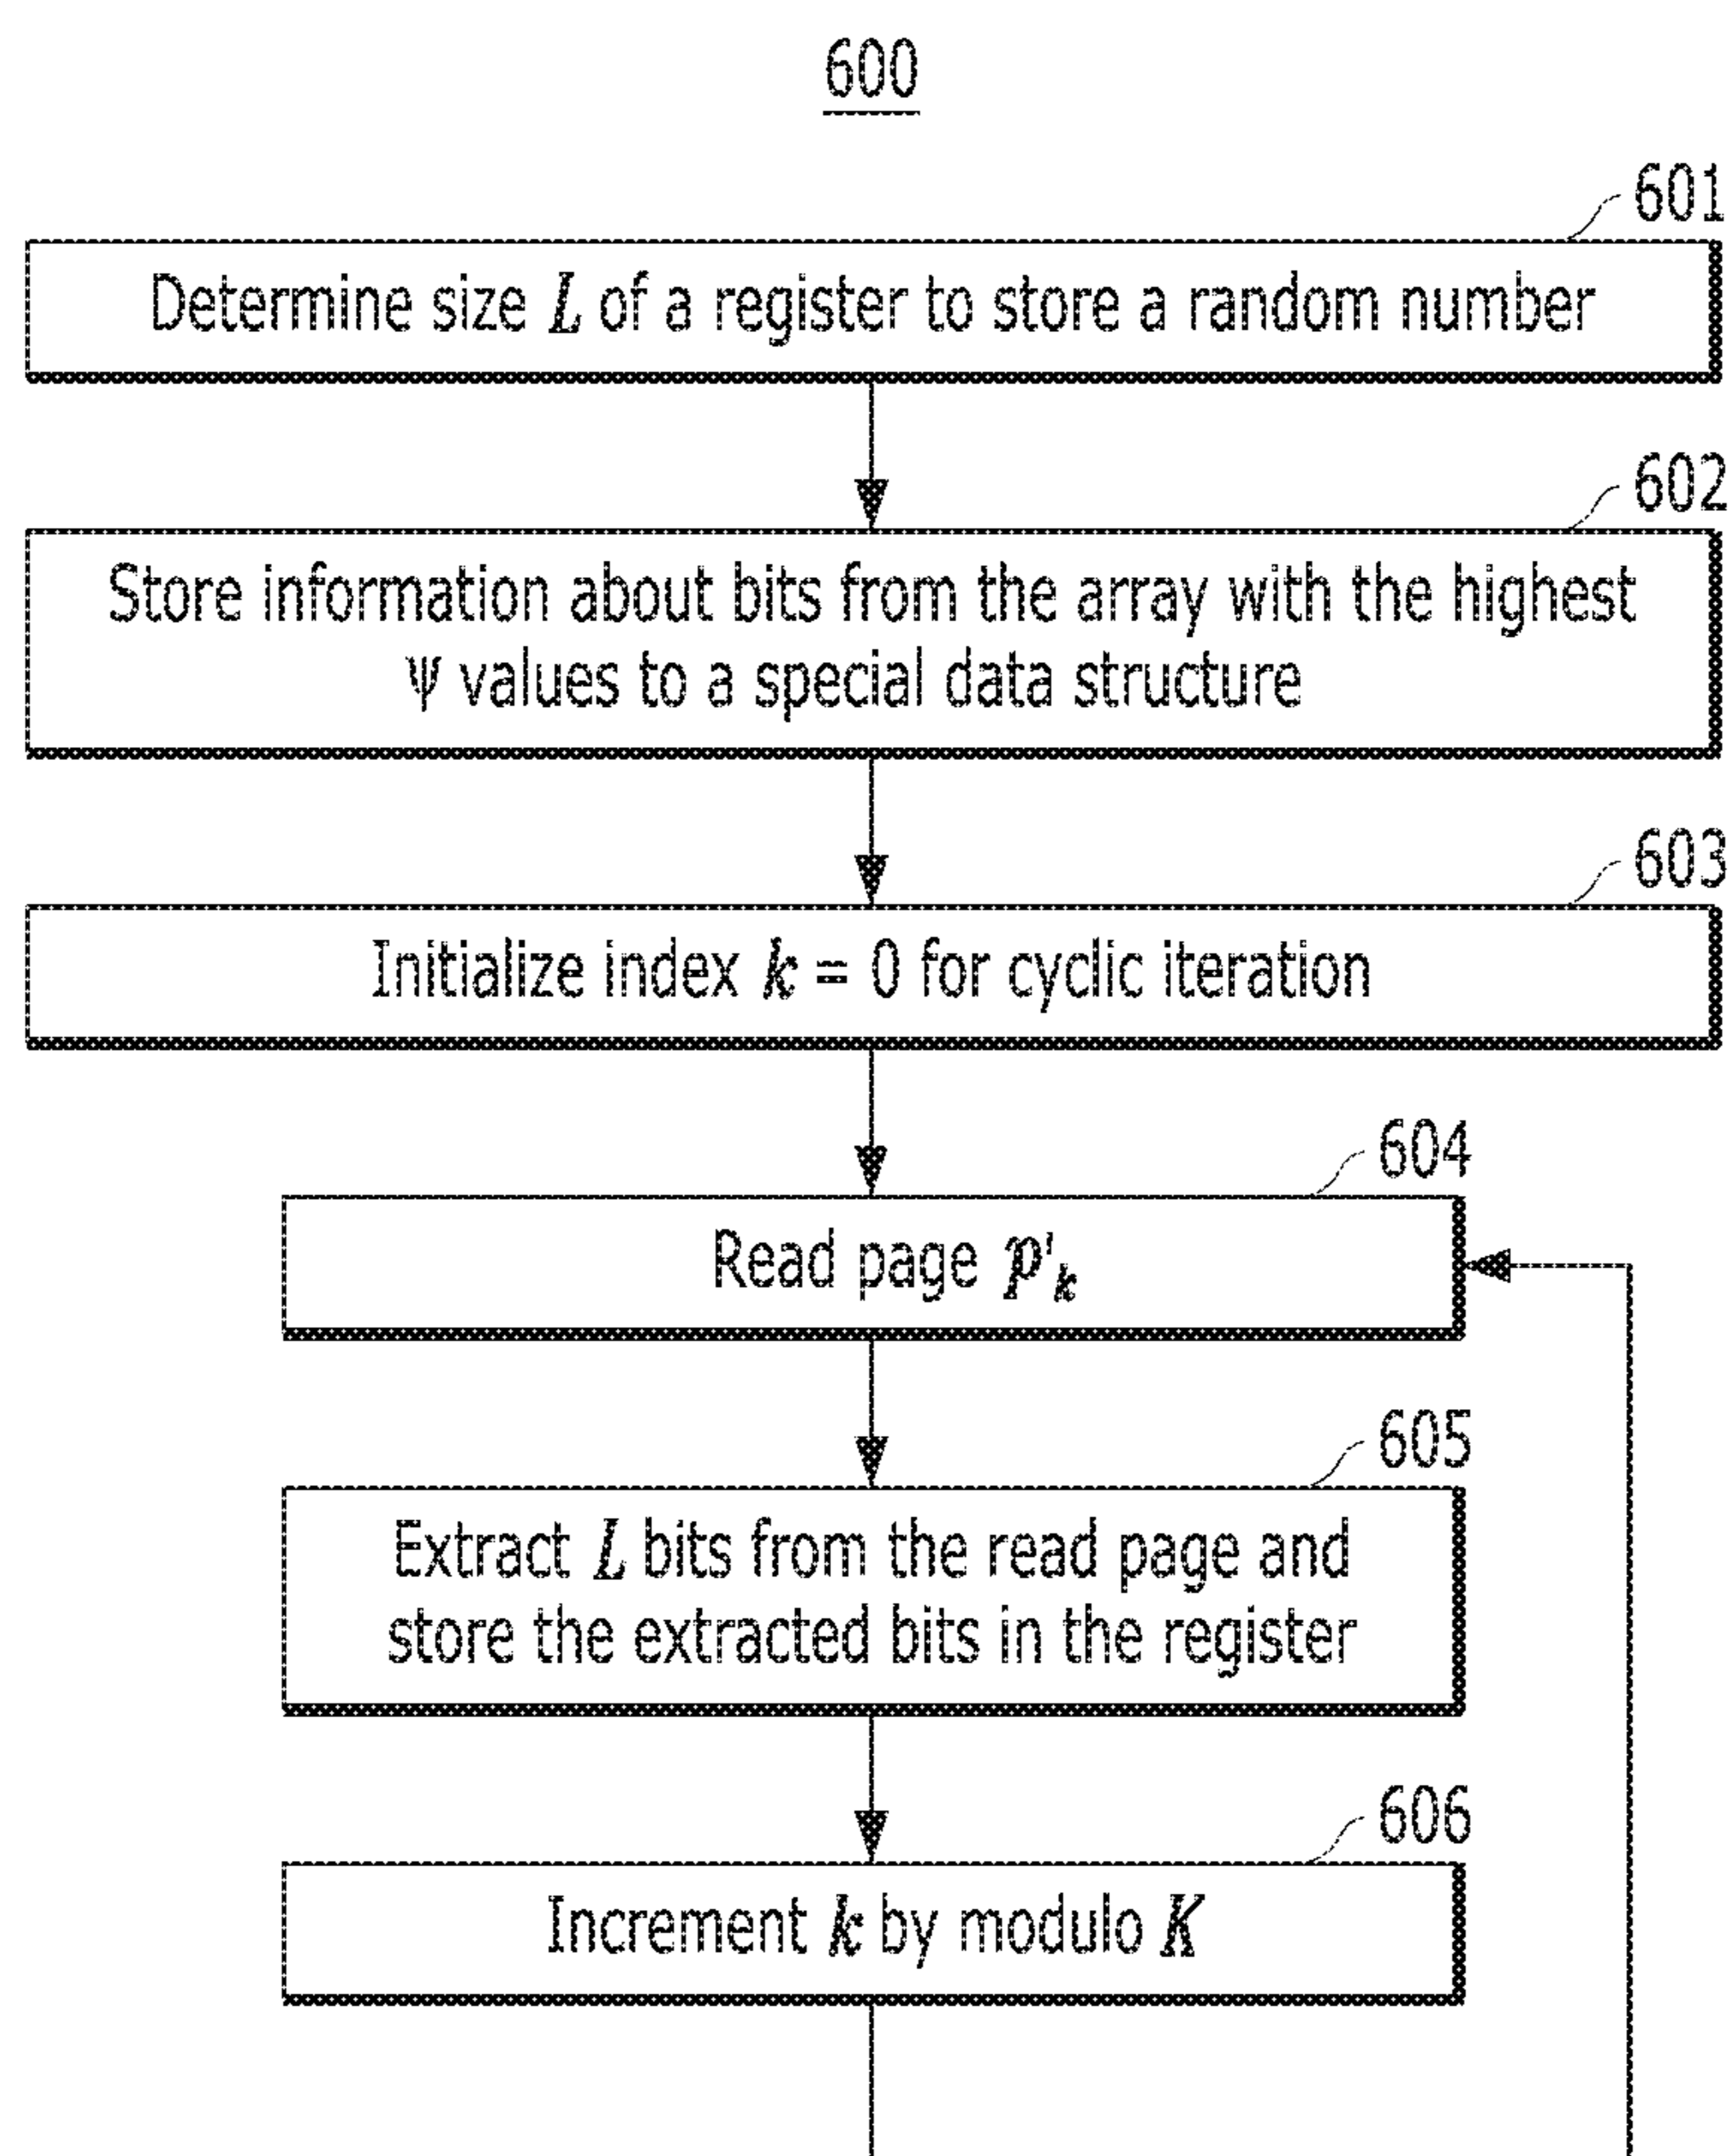 600
601
Determine size L of a register to store a random number
602
Store information about bits from the array with the highest
Ψ values to a special data structure
603
Initialize index k = 0 for cyclic iteration
604
Read page p'k
605
Extract L bits from the read page and
store the extracted bits in the register
606
Increment k by modulo K